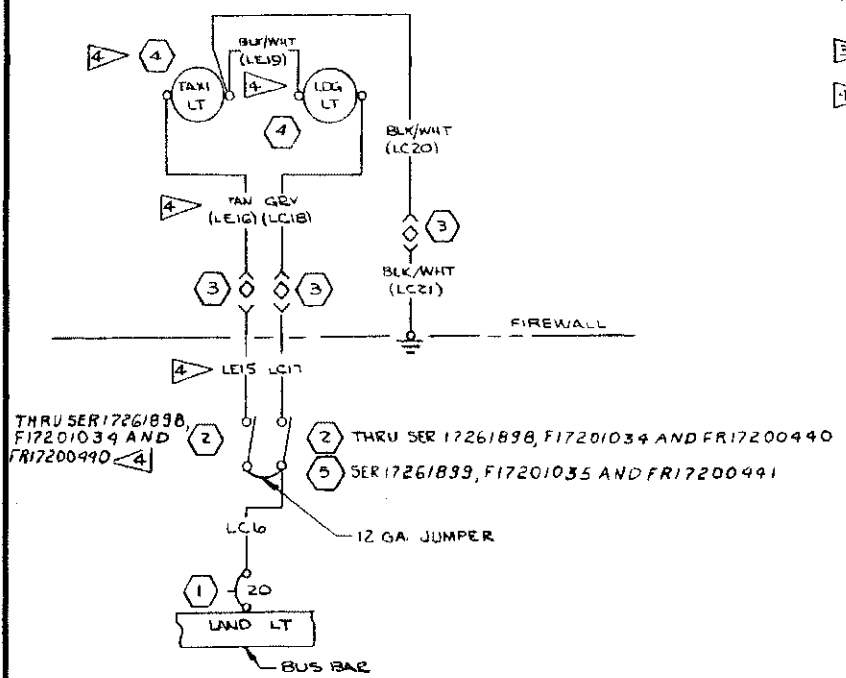 BLK/WHT
(LE19)
4
4
TAXI
LT
4
LDG
LT
4
BLK/WHT
(LC20)
4
TAN GRY
(LE16) (LC18)
3
3
3
BLK/WHT
(LC21)
FIREWALL
4
LE15 LC17
THRU SER 17261898,
F17201034 AND
FR17200440 4
2
2 THRU SER 17261898, F17201034 AND FR17200440
5 SER 17261899, F17201035 AND FR17200441
LC16
12 GA. JUMPER
1
20
LAND LT
BUS BAR